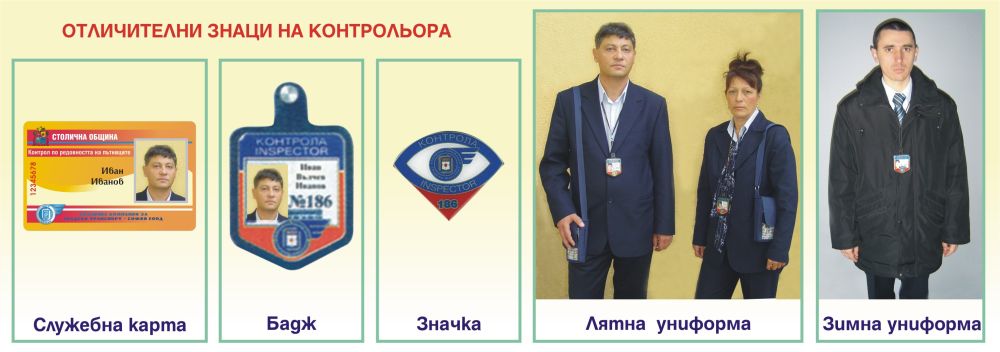 ОТЛИЧИТЕЛНИ ЗНАЦИ НА КОНТРОЛЬОРА
СТОЛИЧНА ОБЩИНА
Контрол по редовността на пътниците
Иван
Иванов
12345678
Служебна карта
КОНТРОЛА
INSPECTOR
Иван
Вълчев
Иванов
№186
Бадж
КОНТРОЛА
INSPECTOR
186
Значка
Лятна униформа
Зимна униформа